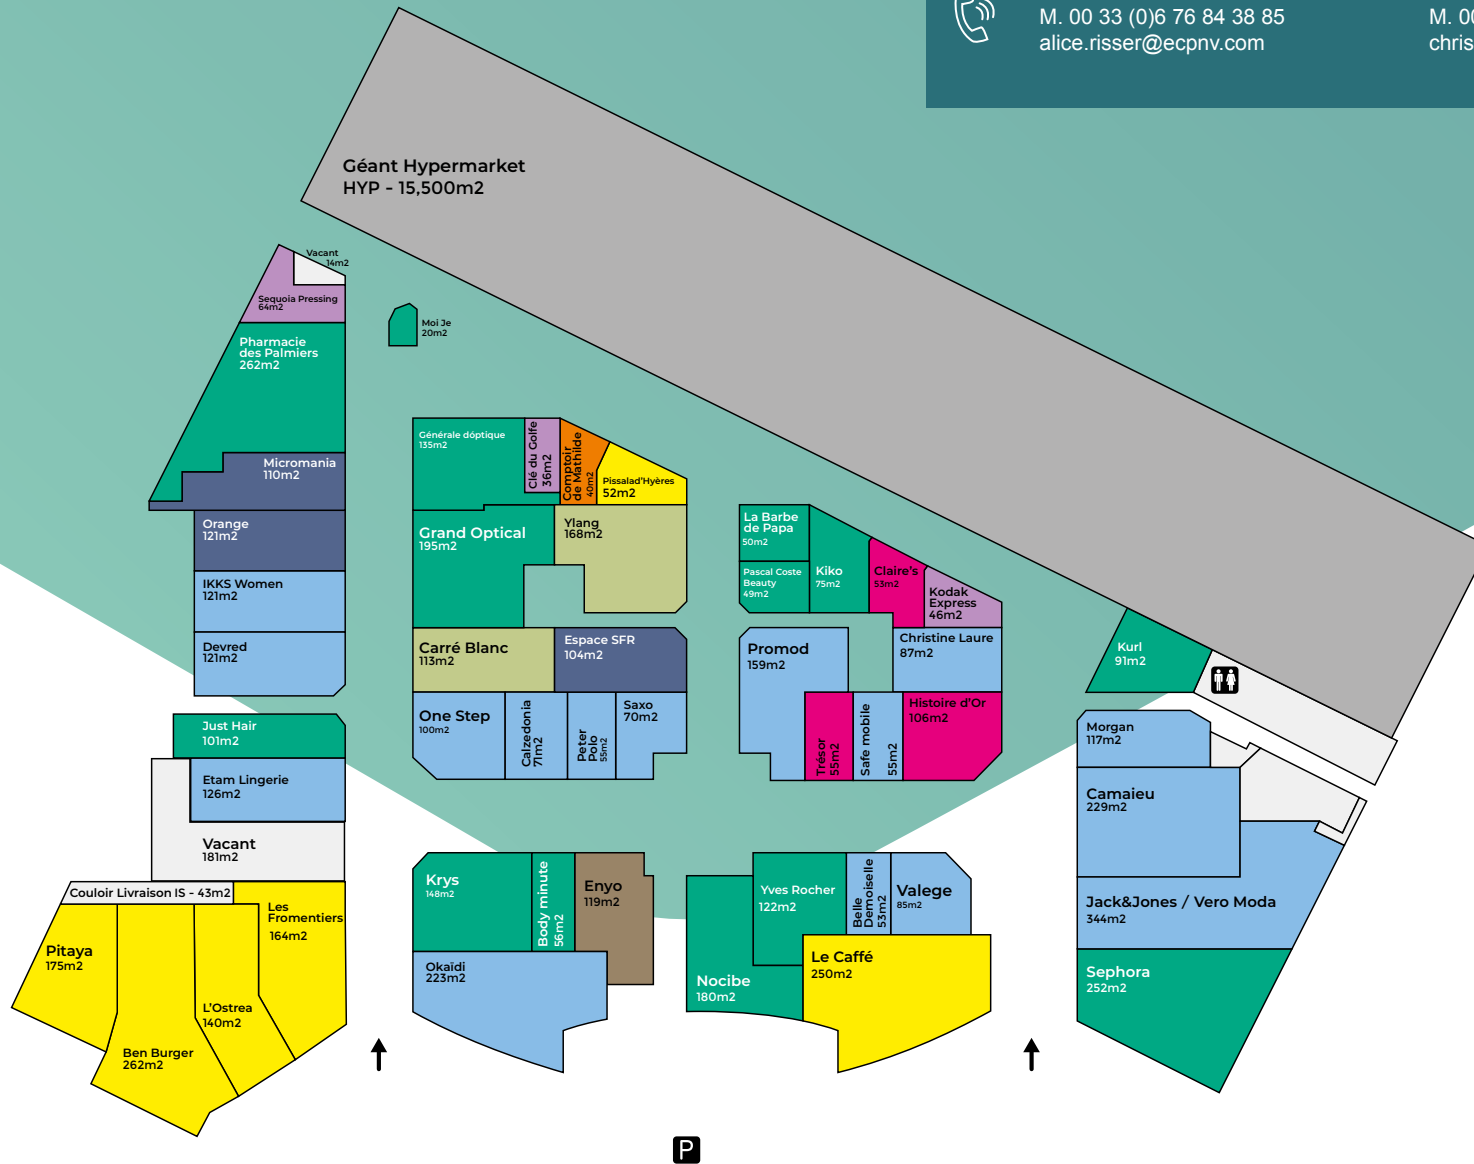 M. 00 33 (0)6 76 84 38 85
alice.risser@ecpnv.com
M. 00
chris
Géant Hypermarket
HYP - 15,500m2
Vacant
14m2
Sequoia Pressing
64m2
Moi Je
20m2
Pharmacie
des Palmiers
262m2
Micromania
110m2
Orange
121m2
IKKS Women
121m2
Devred
121m2
Générale dóptique
135m2
Clé du Golfe
36m2
Comptoir
de Mathilde
40m2
Pissalad'Hyères
52m2
Grand Optical
195m2
Ylang
168m2
Carré Blanc
113m2
Espace SFR
104m2
One Step
100m2
Calzedonia
71m2
Peter
Polo
55m2
Saxo
70m2
La Barbe
de Papa
50m2
Pascal Coste
Beauty
49m2
Kiko
75m2
Claire's
53m2
Kodak
Express
46m2
Promod
159m2
Christine Laure
87m2
Trésor
55m2
Safe mobile
55m2
Histoire d'Or
106m2
Kurl
91m2
Morgan
117m2
Camaieu
229m2
Jack&Jones / Vero Moda
344m2
Sephora
252m2
Just Hair
101m2
Etam Lingerie
126m2
Vacant
181m2
Couloir Livraison IS - 43m2
Les
Fromentiers
164m2
Pitaya
175m2
L'Ostrea
140m2
Ben Burger
262m2
Krys
148m2
Body minute
56m2
Enyo
119m2
Okaïdi
223m2
Yves Rocher
122m2
Belle
Demoiselle
53m2
Valege
85m2
Nocibe
180m2
Le Caffé
250m2
P